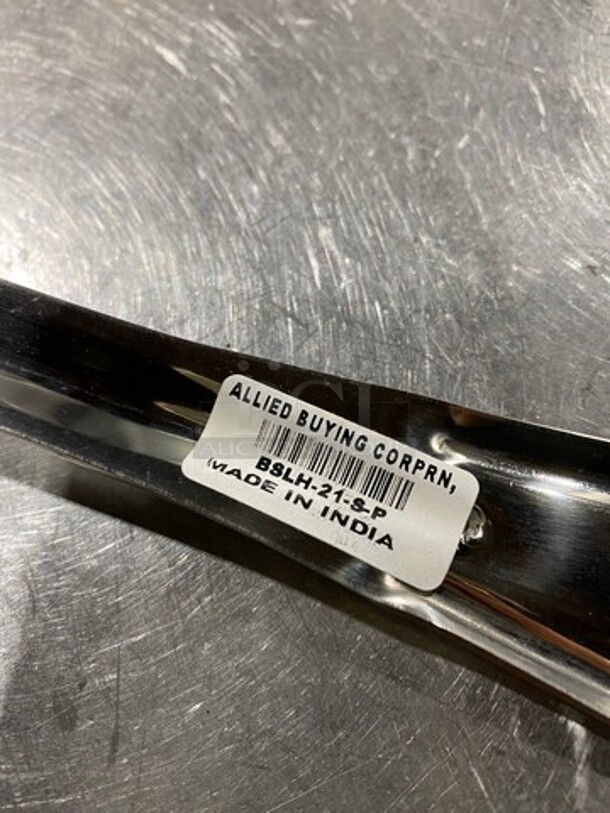 ALLIED BUYING CORPRN,
BSLH-21-S-P
MADE IN INDIA